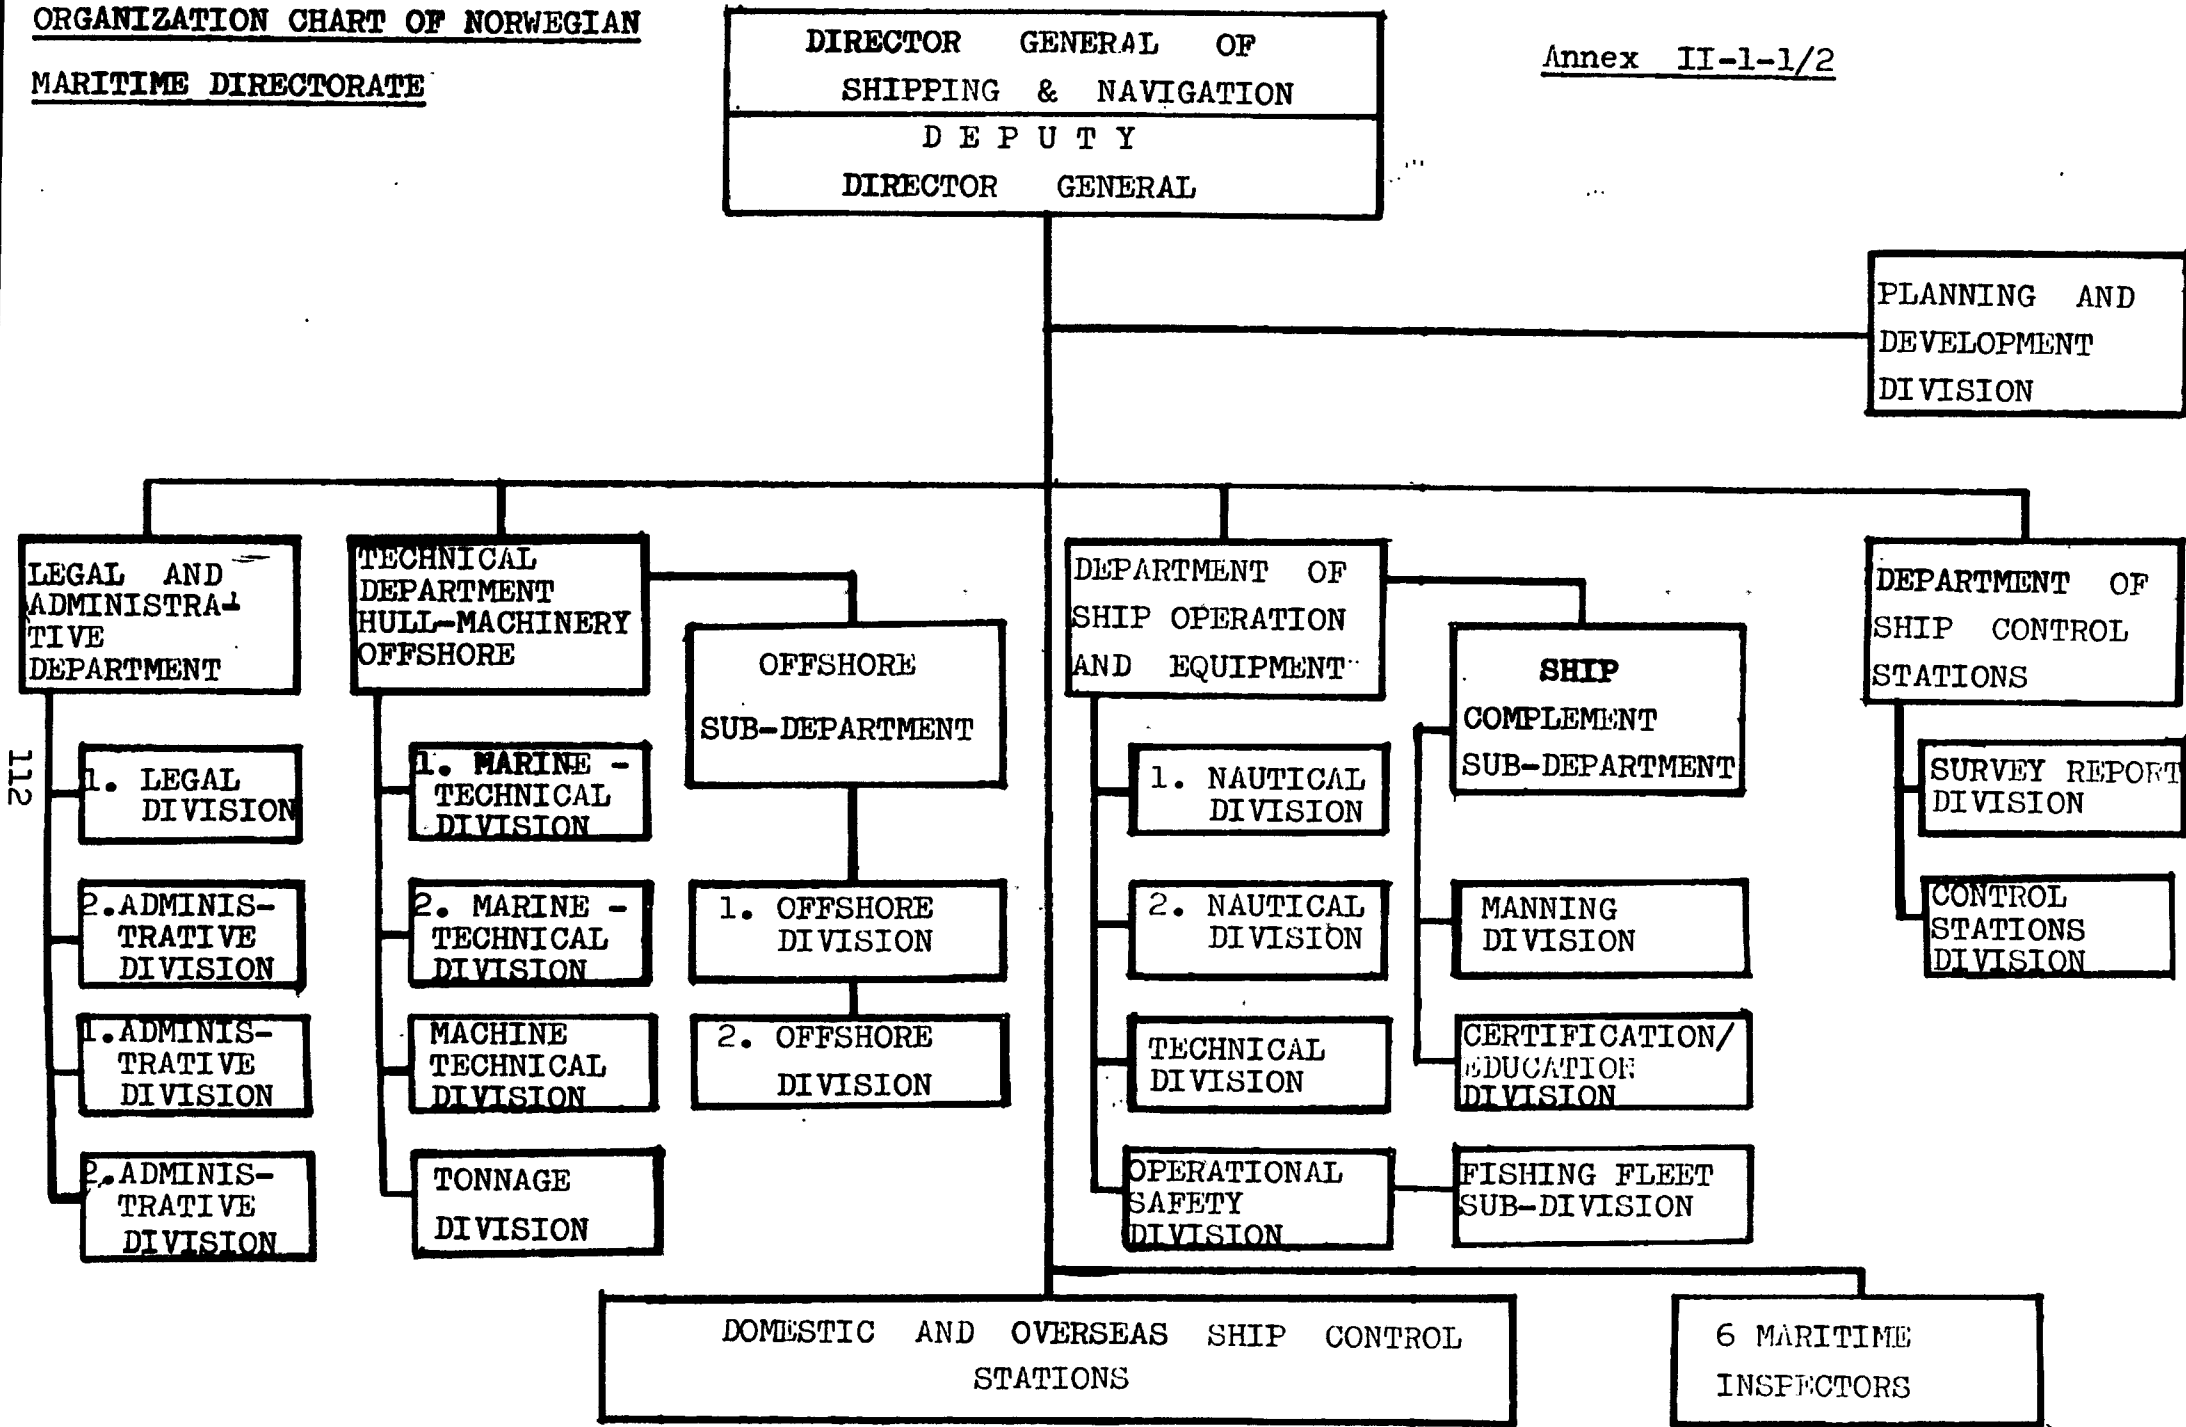 ORGANIZATION CHART OF NORWEGIAN
MARITIME DIRECTORATE
DIRECTOR GENERAL OF
SHIPPING & NAVIGATION
DEPUTY
DIRECTOR GENERAL
Annex II-1-1/2
PLANNING AND
DEVELOPMENT
DIVISION
LEGAL AND
ADMINISTRA-
TIVE
DEPARTMENT
1. LEGAL
DIVISION
2.ADMINIS-
TRATIVE
DIVISION
1.ADMINIS-
TRATIVE
DIVISION
2.ADMINIS-
TRATIVE
DIVISION
TECHNICAL
DEPARTMENT
HULL-MACHINERY
OFFSHORE
1. MARINE -
TECHNICAL
DIVISION
2. MARINE -
TECHNICAL
DIVISION
MACHINE
TECHNICAL
DIVISION
TONNAGE
DIVISION
OFFSHORE
SUB-DEPARTMENT
1. OFFSHORE
DIVISION
2. OFFSHORE
DIVISION
DEPARTMENT OF
SHIP OPERATION
AND EQUIPMENT
1. NAUTICAL
DIVISION
2. NAUTICAL
DIVISION
TECHNICAL
DIVISION
OPERATIONAL
SAFETY
DIVISION
SHIP
COMPLEMENT
SUB-DEPARTMENT
MANNING
DIVISION
CERTIFICATION/
EDUCATION
DIVISION
FISHING FLEET
SUB-DIVISION
DEPARTMENT OF
SHIP CONTROL
STATIONS
SURVEY REPORT
DIVISION
CONTROL
STATIONS
DIVISION
DOMESTIC AND OVERSEAS SHIP CONTROL
STATIONS
6 MARITIME
INSPECTORS
112